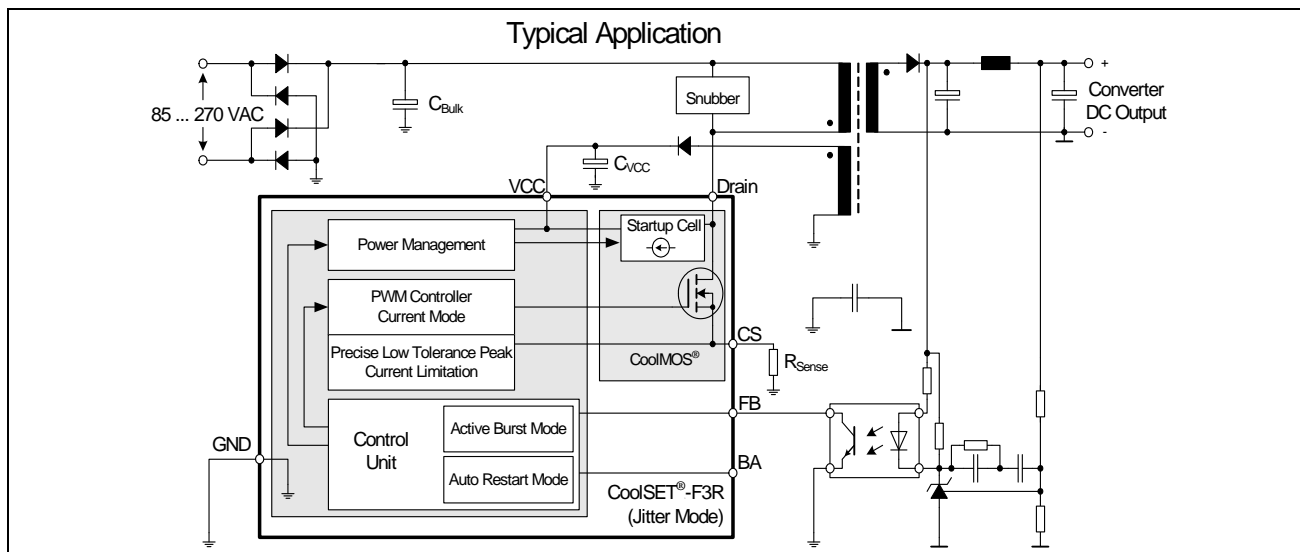 Typical Application
+
Snubber
85 ... 270 VAC
CBulk
Converter
DC Output
-
CVCC
VCC
Drain
Power Management
Startup Cell
PWM Controller
Current Mode
CS
Precise Low Tolerance Peak
Current Limitation
CoolMOS®
RSense
FB
Active Burst Mode
GND
Control
Unit
BA
Auto Restart Mode
CoolSET®-F3R
(Jitter Mode)